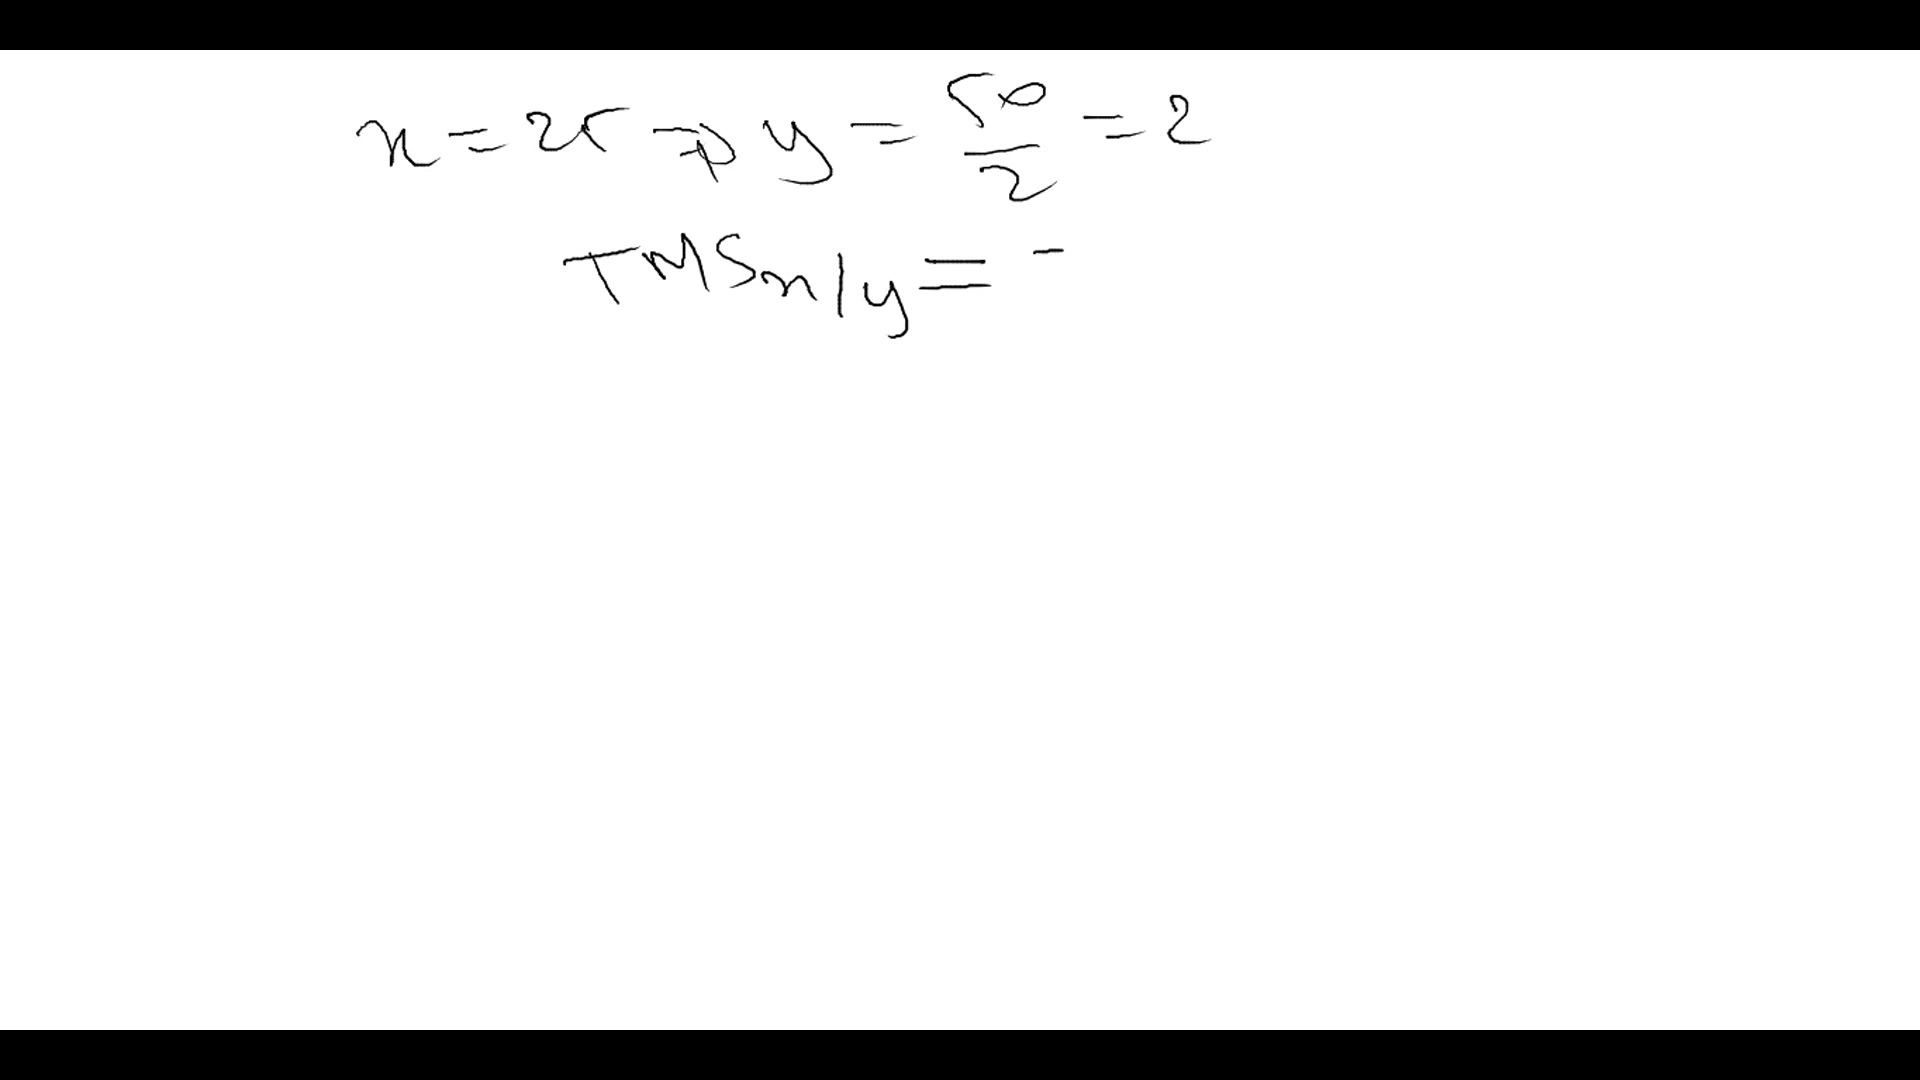 x = 25 => y = 50/2 = 2
TMSx/y = -